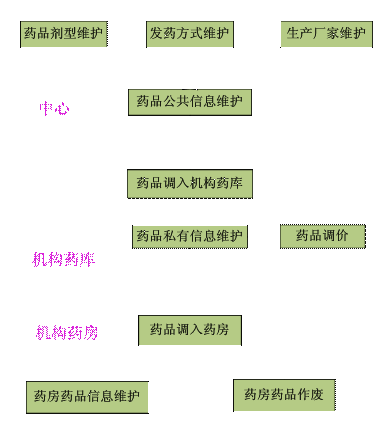 药品剂型维护
发药方式维护
生产厂家维护
药品公共信息维护
中心
药品调入机构药库
药品私有信息维护
药品调价
机构药库
药品调入药房
机构药房
药房药品信息维护
药房药品作废